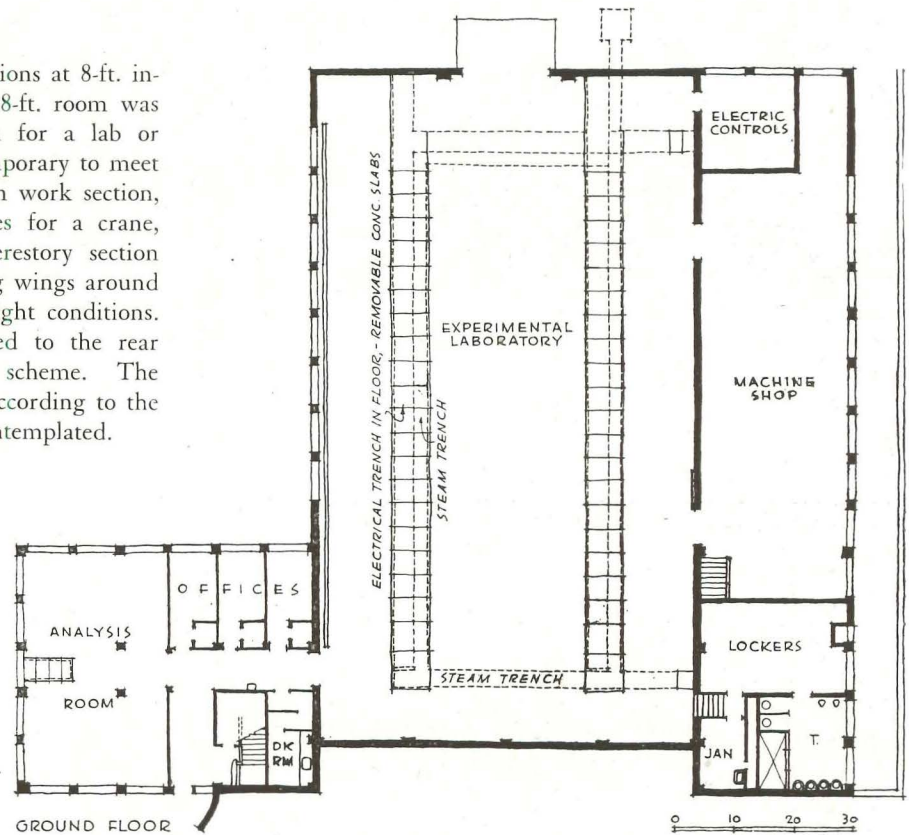 ions at 8-ft. in-
8-ft. room was
for a lab or
porary to meet
n work section,
es for a crane,
erestory section
g wings around
ght conditions.
ed to the rear
scheme. The
ccording to the
ntemplated.
ELECTRIC
CONTROLS
ELECTRICAL TRENCH IN FLOOR, - REMOVABLE CONC. SLABS
STEAM TRENCH
EXPERIMENTAL
LABORATORY
MACHINE
SHOP
OFFICES
ANALYSIS
ROOM
LOCKERS
STEAM TRENCH
DK
RM
JAN
T.
GROUND FLOOR
0 10 20 30